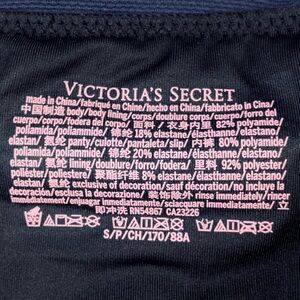 VICTORIA'S SECRET
made in China/fabriqué en Chine/hecho en China/fabbricato in Cina/
中国制造 body/body lining/corps/doublure corps/cuerpo/forro del
cuerpo/corpo/fodera del corpo / 面料 / 衣身内里 82% polyamide/
poliamida/poliammide/ 锦纶 18% elastane/élasthanne/elastano/
elastan/ 氨纶 panty/culotte/pantaleta/slip/ 内裤 80% polyamide/
poliamida/poliammide/ 锦纶 20% elastane/élasthanne/elastano/
elastan/ 氨纶 lining/doublure/forro/fodera/ 里料 92% polyester/
poliéster/poliestere/ 聚酯纤维 8% elastane/élasthanne/elastano/
elastan/ 氨纶 exclusive of decoration/sauf décoration/no incluye la
decoración/esclusa la decorazione/ 装饰除外 rinse immediately/rincer
immédiatement/enjuagar inmediatamente/sciacquare immediatamente/
即冲洗 RN54867 CA23226
S/P/CH/170/88A